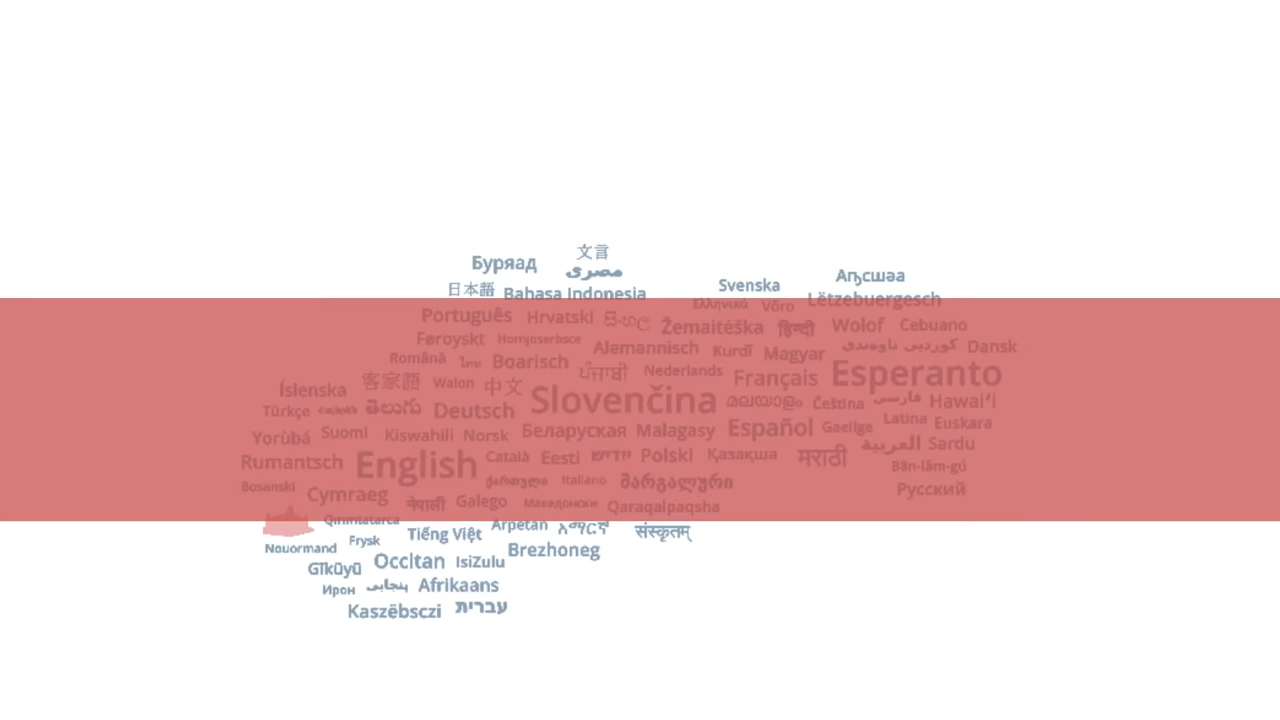 文言
Буряад
مصرى
Аҧсшәа
Svenska
日本語 Bahasa Indonesia
Ελληνικά Võro Lëtzebuergesch
Português Hrvatski සිංහල Žemaitėška हिन्दी Wolof Cebuano
Føroyskt Hornjoserbsce Alemannisch Kurdî Magyar كوردیی ناوەندی Dansk
Română ไทย Boarisch ਪੰਜਾਬੀ Nederlands Français Esperanto
Íslenska 客家語 Walon 中文 Slovenčina മലയാളം Čeština فارسی Hawaiʻi
Türkçe తెలుగు Deutsch Latina Euskara
Yorùbá Suomi Kiswahili Norsk Беларуская Malagasy Español Gaeilge العربية Sardu
Rumantsch English Català Eesti ייִדיש Polski Қазақша मराठी Bân-lâm-gú
Bosanski Cymraeg ქართული Italiano მარგალური Русский
नेपाली Galego Македонски Qaraqalpaqsha
Qırımtatarca Tiếng Việt Arpetan አማርኛ संस्कृतम्
Nouormand Frysk Brezhoneg
Gĩkũyũ Occitan IsiZulu
Ирон پنجابی Afrikaans
Kaszëbsczi עברית